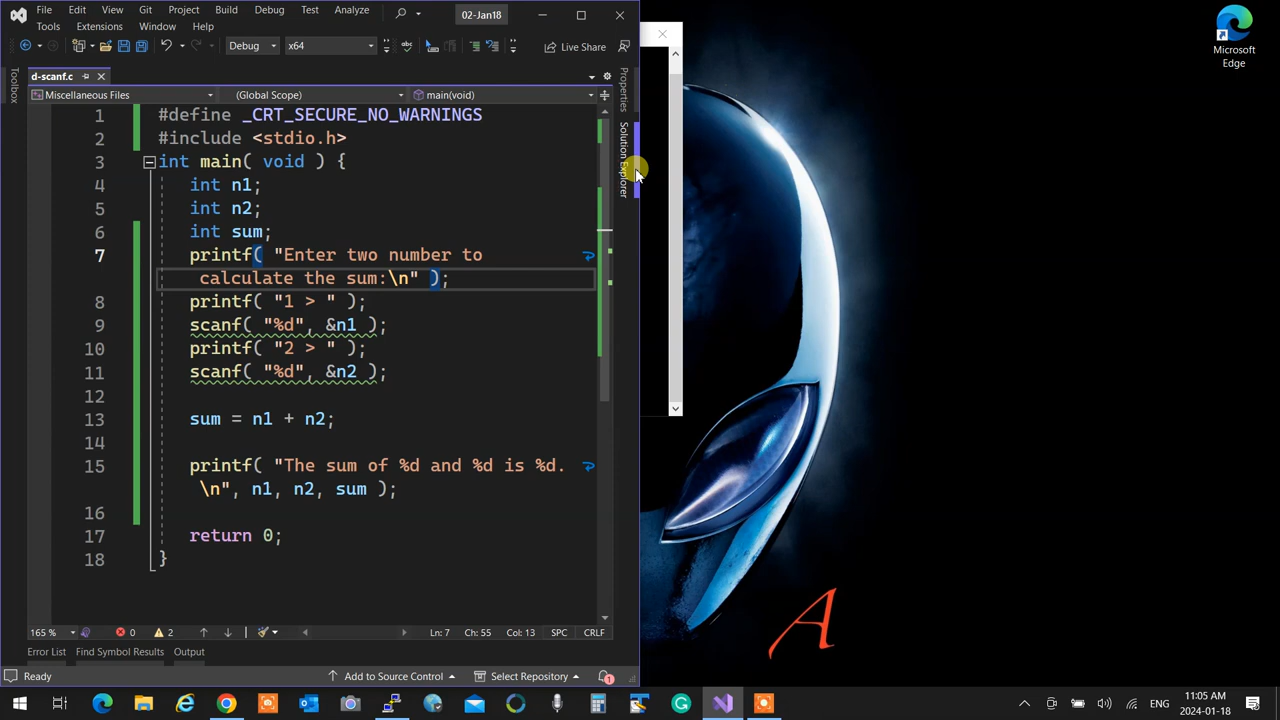 File Edit View Git Project Build Debug Test Analyze 02-Jan18
Tools Extensions Window Help
Debug x64 Live Share
Toolbox
d-scanf.c
Miscellaneous Files (Global Scope) main(void)
1 #define _CRT_SECURE_NO_WARNINGS
2 #include <stdio.h>
3 int main( void ) {
4 int n1;
5 int n2;
6 int sum;
7 printf( "Enter two number to
calculate the sum:\n" );
8 printf( "1 > " );
9 scanf( "%d", &n1 );
10 printf( "2 > " );
11 scanf( "%d", &n2 );
12
13 sum = n1 + n2;
14
15 printf( "The sum of %d and %d is %d.
\n", n1, n2, sum );
16
17 return 0;
18 }
Properties
Solution Explorer
165 % 0 2 Ln: 7 Ch: 55 Col: 13 SPC CRLF
Error List Find Symbol Results Output
Ready Add to Source Control Select Repository 1
Microsoft
Edge
A
ENG
11:05 AM
2024-01-18